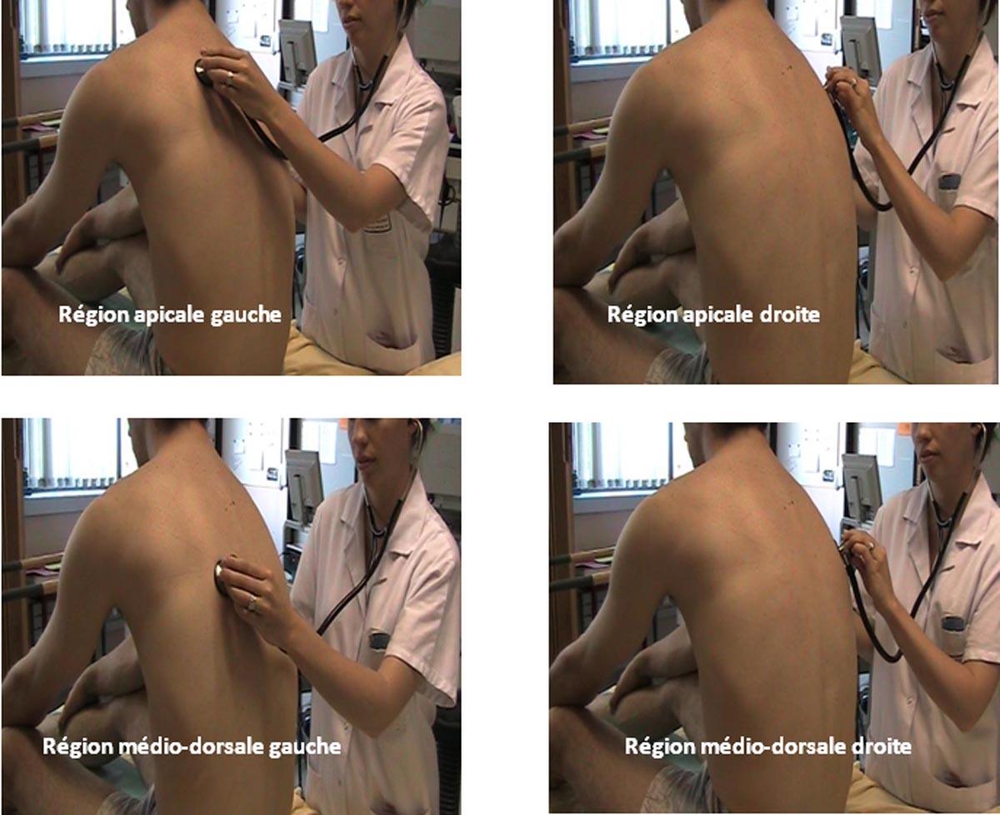 Région apicale gauche
Région apicale droite
Région médio-dorsale gauche
Région médio-dorsale droite